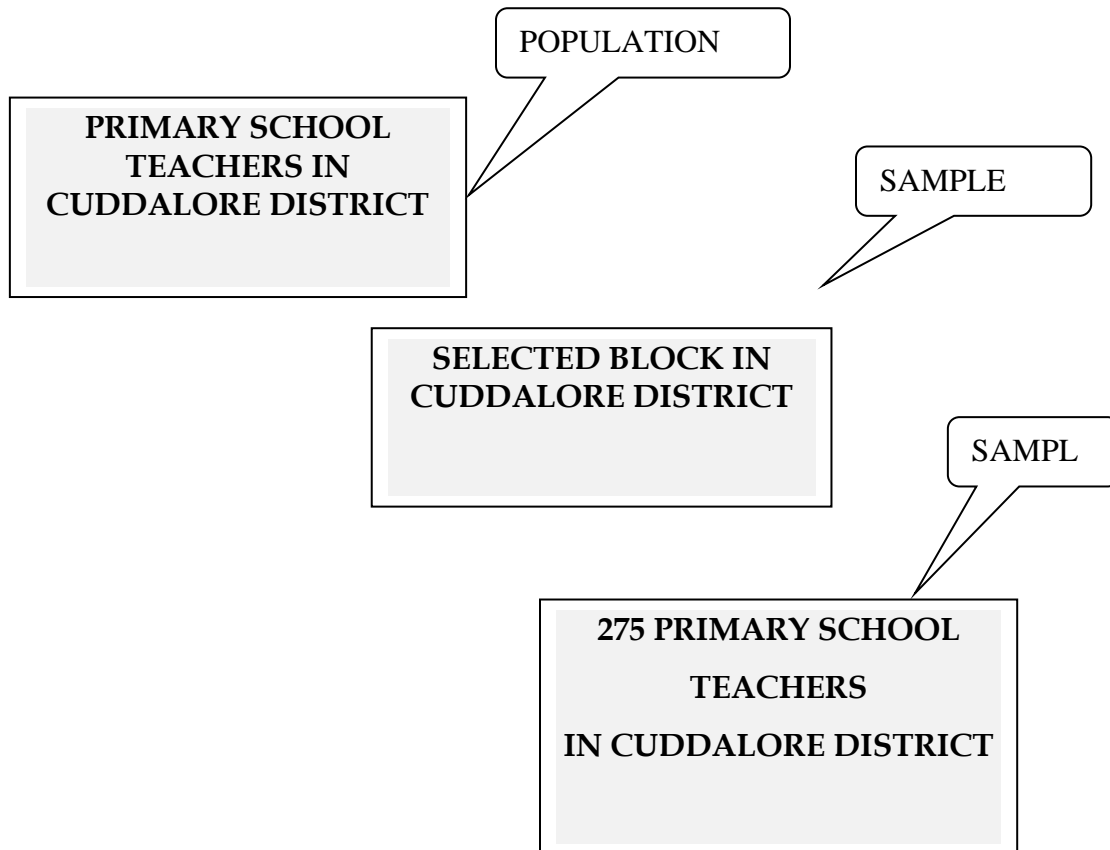 POPULATION
PRIMARY SCHOOL
TEACHERS IN
CUDDALORE DISTRICT
SAMPLE
SELECTED BLOCK IN
CUDDALORE DISTRICT
SAMPL
275 PRIMARY SCHOOL
TEACHERS
IN CUDDALORE DISTRICT